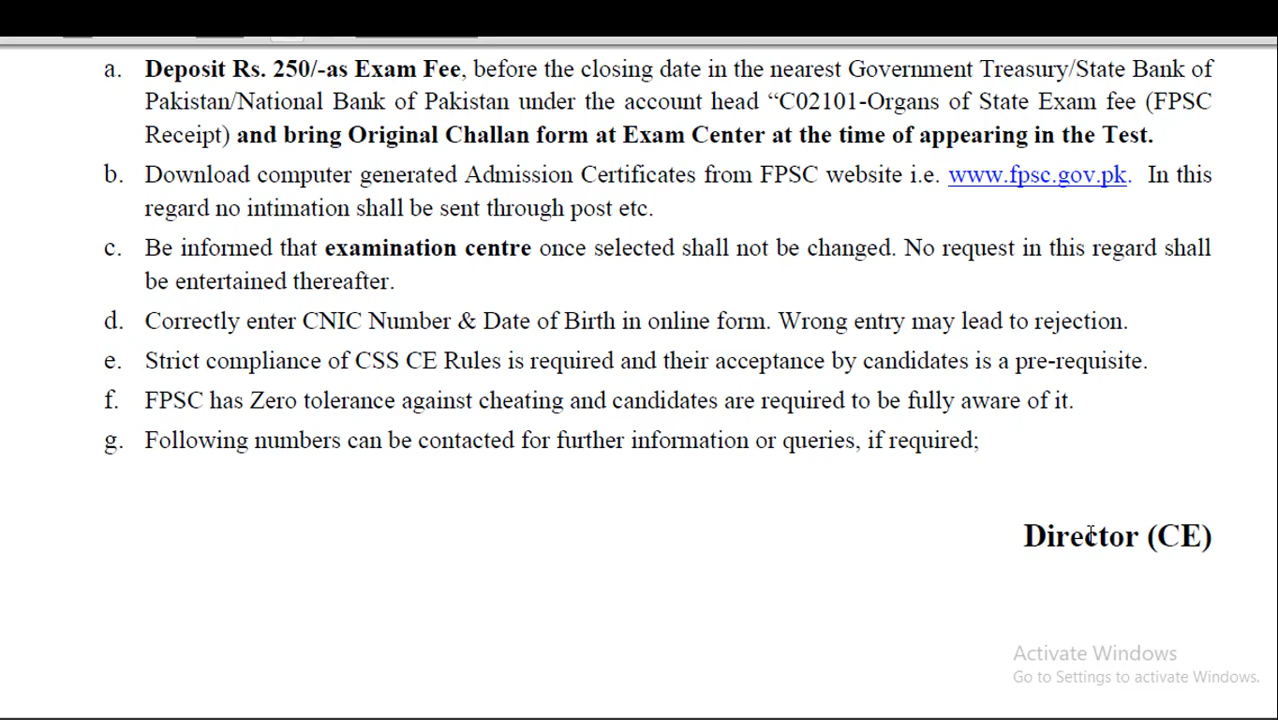 a. Deposit Rs. 250/-as Exam Fee, before the closing date in the nearest Government Treasury/State Bank of
Pakistan/National Bank of Pakistan under the account head “C02101-Organs of State Exam fee (FPSC
Receipt) and bring Original Challan form at Exam Center at the time of appearing in the Test.
b. Download computer generated Admission Certificates from FPSC website i.e. www.fpsc.gov.pk. In this
regard no intimation shall be sent through post etc.
c. Be informed that examination centre once selected shall not be changed. No request in this regard shall
be entertained thereafter.
d. Correctly enter CNIC Number & Date of Birth in online form. Wrong entry may lead to rejection.
e. Strict compliance of CSS CE Rules is required and their acceptance by candidates is a pre-requisite.
f. FPSC has Zero tolerance against cheating and candidates are required to be fully aware of it.
g. Following numbers can be contacted for further information or queries, if required;
Director (CE)
Activate Windows
Go to Settings to activate Windows.